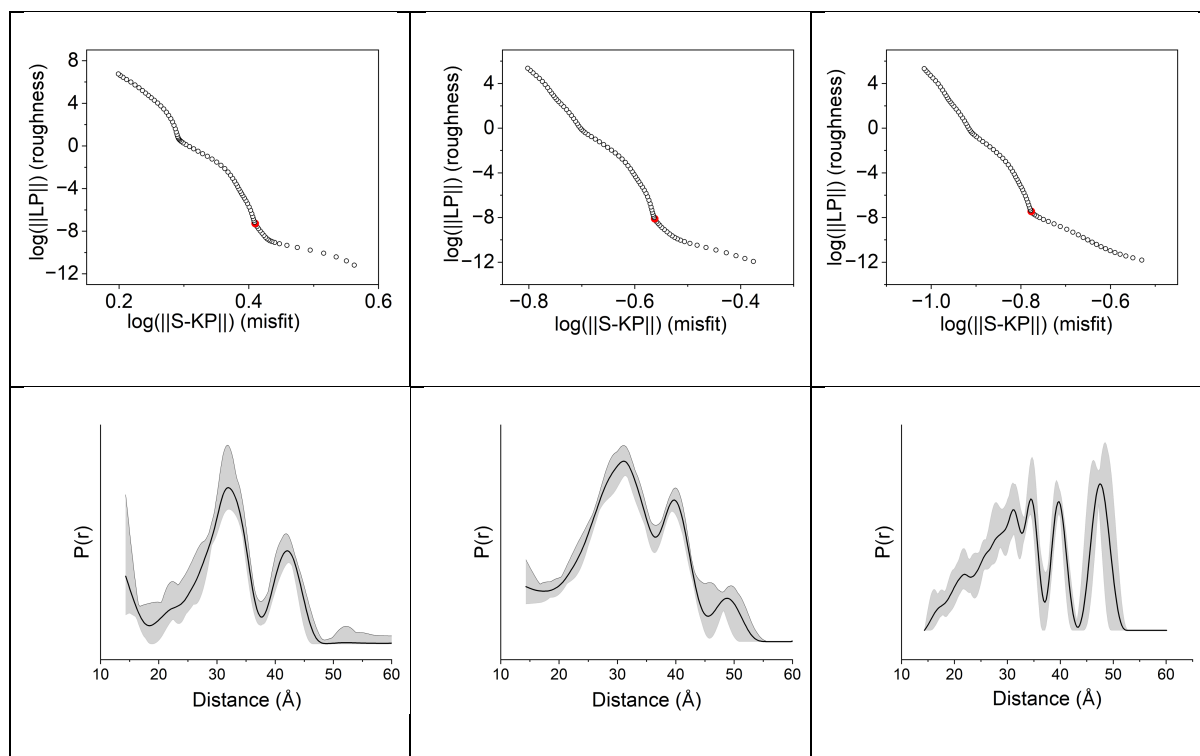 log(||LP||) (roughness)
8
4
0
−4
−8
−12
0.2 0.4 0.6
log(||S-KP||) (misfit)
log(||LP||) (roughness)
4
0
−4
−8
−12
−0.8 −0.6 −0.4
log(||S-KP||) (misfit)
log(||LP||) (roughness)
4
0
−4
−8
−12
−1.0 −0.8 −0.6
log(||S-KP||) (misfit)
P(r)
10 20 30 40 50 60
Distance (Å)
P(r)
10 20 30 40 50 60
Distance (Å)
P(r)
10 20 30 40 50 60
Distance (Å)